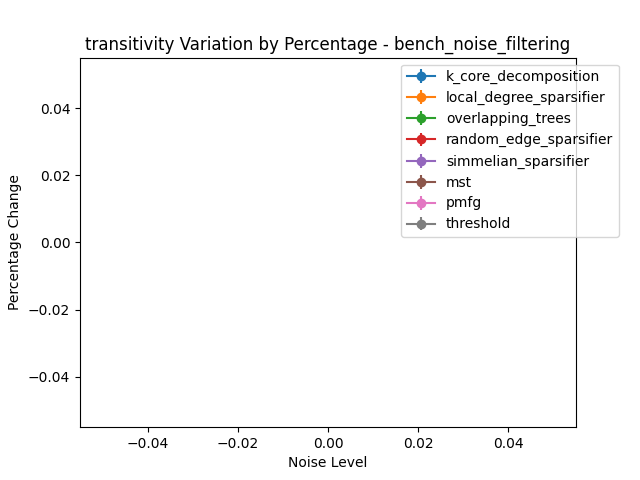 transitivity Variation by Percentage - bench_noise_filtering
k_core_decomposition
local_degree_sparsifier
overlapping_trees
random_edge_sparsifier
simmelian_sparsifier
mst
pmfg
threshold
Percentage Change
0.04
0.02
0.00
−0.02
−0.04
−0.04
−0.02
0.00
0.02
0.04
Noise Level